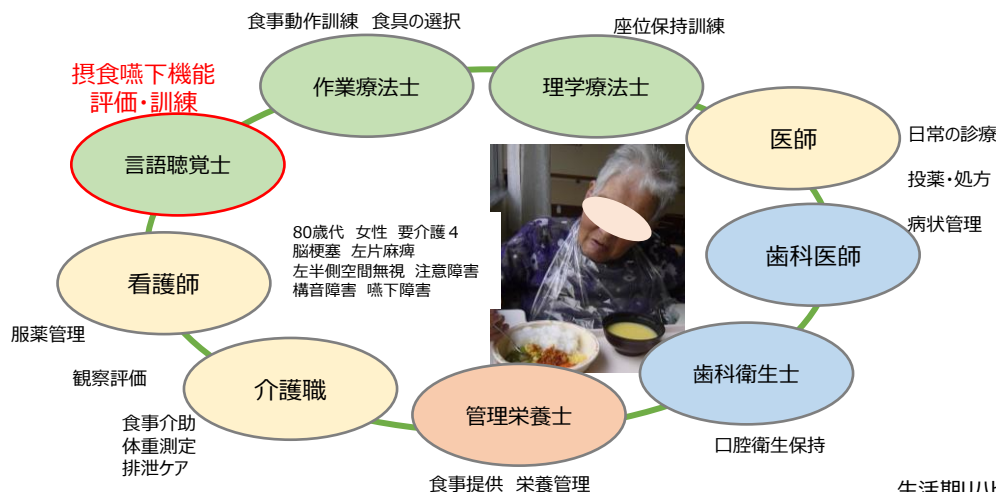 食事動作訓練 食具の選択
座位保持訓練
摂食嚥下機能
評価・訓練
作業療法士
理学療法士
医師
日常の診療
投薬・処方
病状管理
言語聴覚士
80歳代 女性 要介護４
脳梗塞 左片麻痺
左半側空間無視 注意障害
構音障害 嚥下障害
歯科医師
看護師
服薬管理
観察評価
介護職
食事介助
体重測定
排泄ケア
管理栄養士
歯科衛生士
口腔衛生保持
食事提供 栄養管理
生活期リハビ